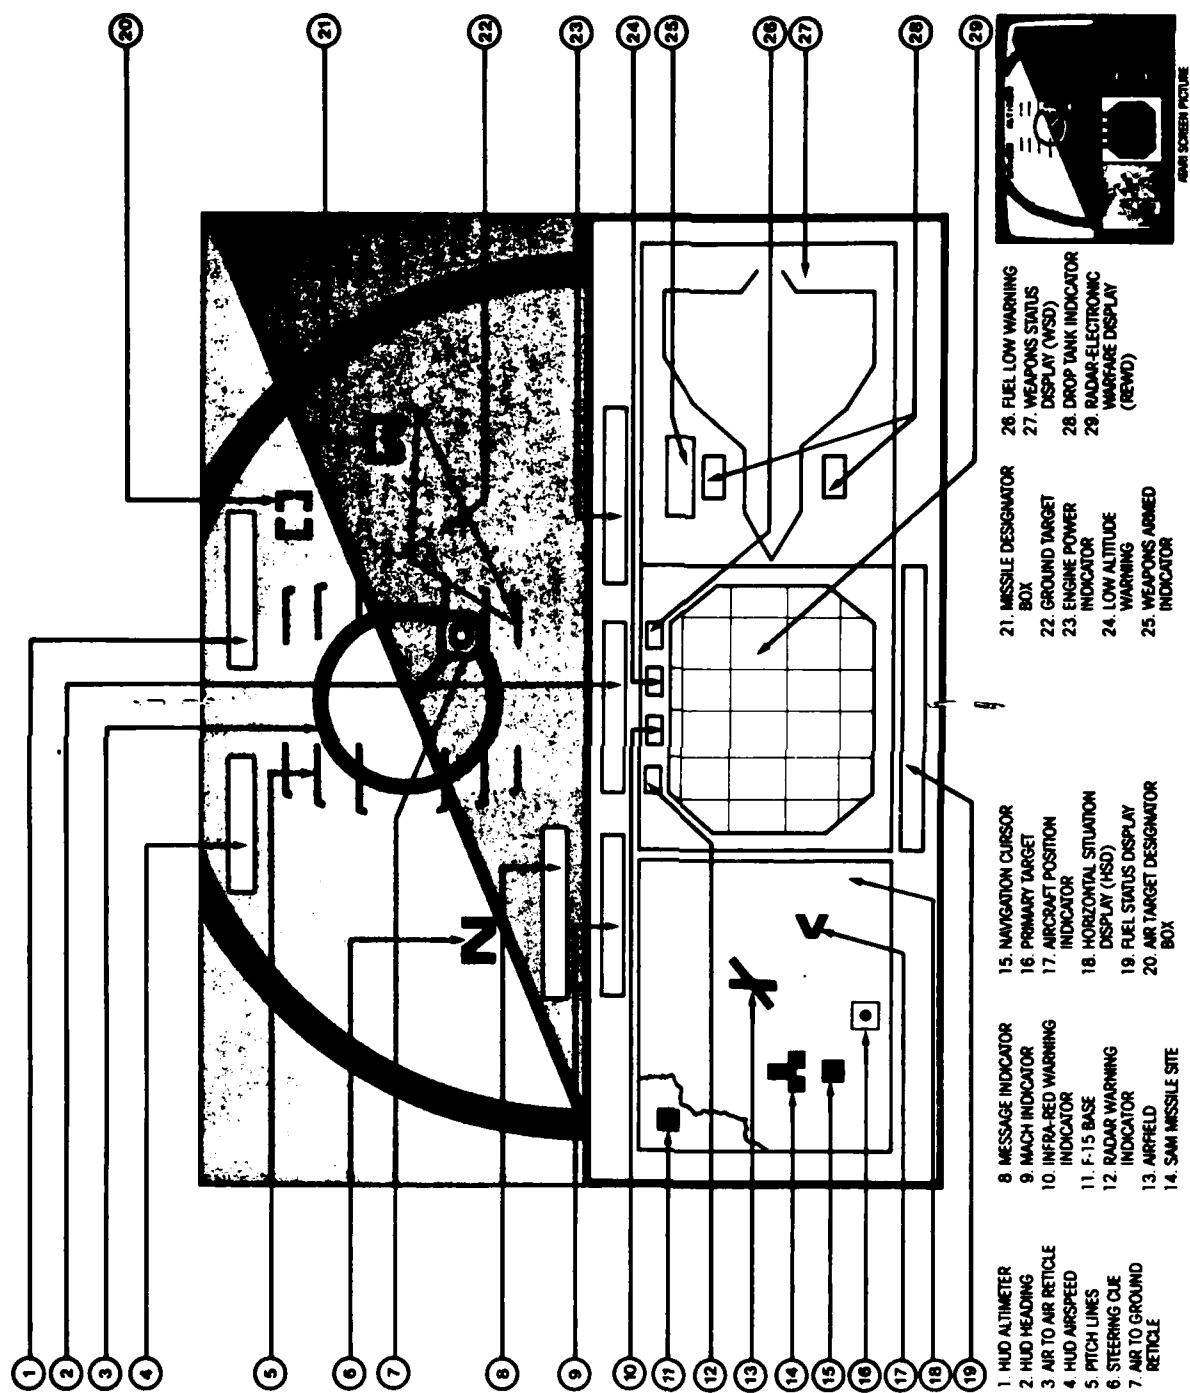 1
2
3
4
5
6
7
8
9
10
11
12
13
14
15
16
17
18
19
20
21
22
23
24
25
26
27
28
29
1. HUD ALTIMETER
2. HUD HEADING
3 AIR TO AIR RETICLE
4. HUD AIRSPEED
5. PITCH LINES
6. STEERING CUE
7. AIR TO GROUND
RETICLE
8. MESSAGE INDICATOR
9. MACH INDICATOR
10. INFRA-RED WARNING
INDICATOR
11. F-15 BASE
12. RADAR WARNING
INDICATOR
13. AIRFIELD
14. SAM MISSILE SITE
15. NAVIGATION CURSOR
16. PRIMARY TARGET
17. AIRCRAFT POSITION
INDICATOR
18. HORIZONTAL SITUATION
DISPLAY (HSD)
19. FUEL STATUS DISPLAY
20. AIR TARGET DESIGNATOR
BOX
21. MISSILE DESIGNATOR
BOX
22. GROUND TARGET
23. ENGINE POWER
INDICATOR
24. LOW ALTITUDE
WARNING
25. WEAPONS ARMED
INDICATOR
26. FUEL LOW WARNING
27. WEAPONS STATUS
DISPLAY (WSD)
28. DROP TANK INDICATOR
29. RADAR-ELECTRONIC
WARFARE DISPLAY
(REWD)
ATARI SCREEN PICTURE